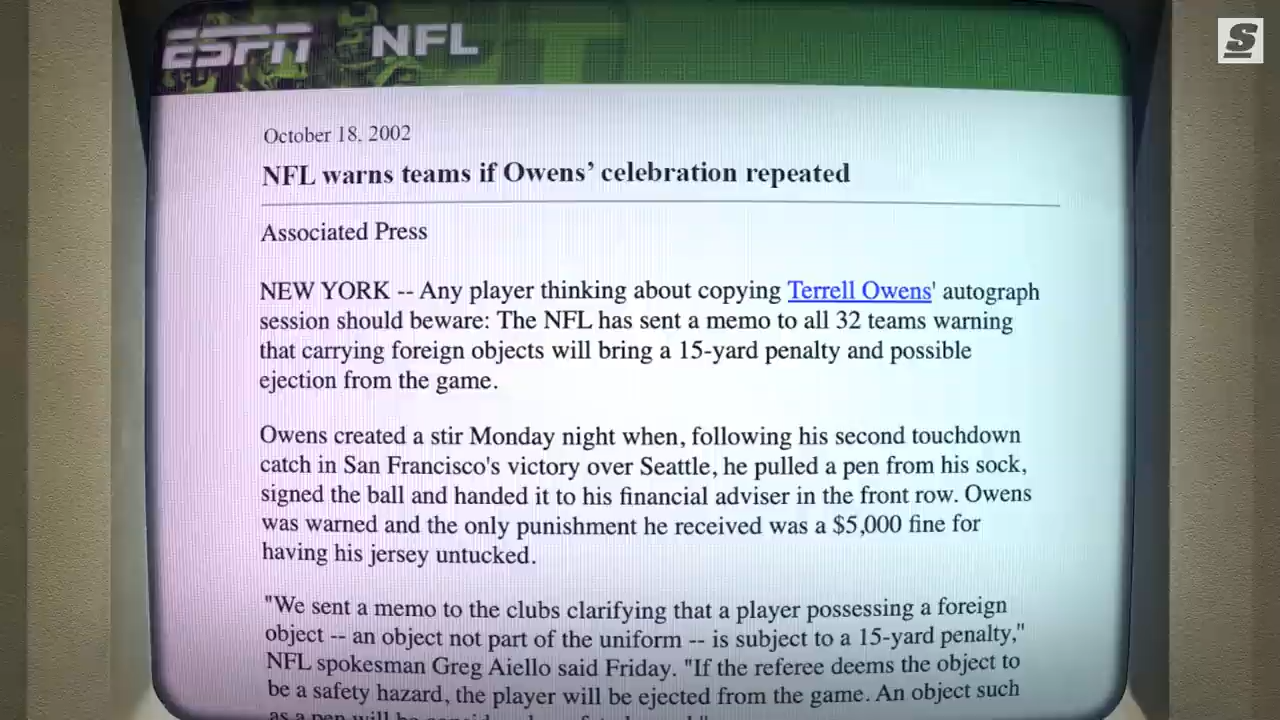 ESPN NFL
S
October 18, 2002
NFL warns teams if Owens' celebration repeated
Associated Press
NEW YORK -- Any player thinking about copying Terrell Owens' autograph
session should beware: The NFL has sent a memo to all 32 teams warning
that carrying foreign objects will bring a 15-yard penalty and possible
ejection from the game.
Owens created a stir Monday night when, following his second touchdown
catch in San Francisco's victory over Seattle, he pulled a pen from his sock,
signed the ball and handed it to his financial adviser in the front row. Owens
was warned and the only punishment he received was a $5,000 fine for
having his jersey untucked.
"We sent a memo to the clubs clarifying that a player possessing a foreign
object -- an object not part of the uniform -- is subject to a 15-yard penalty,"
NFL spokesman Greg Aiello said Friday. "If the referee deems the object to
be a safety hazard, the player will be ejected from the game. An object such
as a pen will be